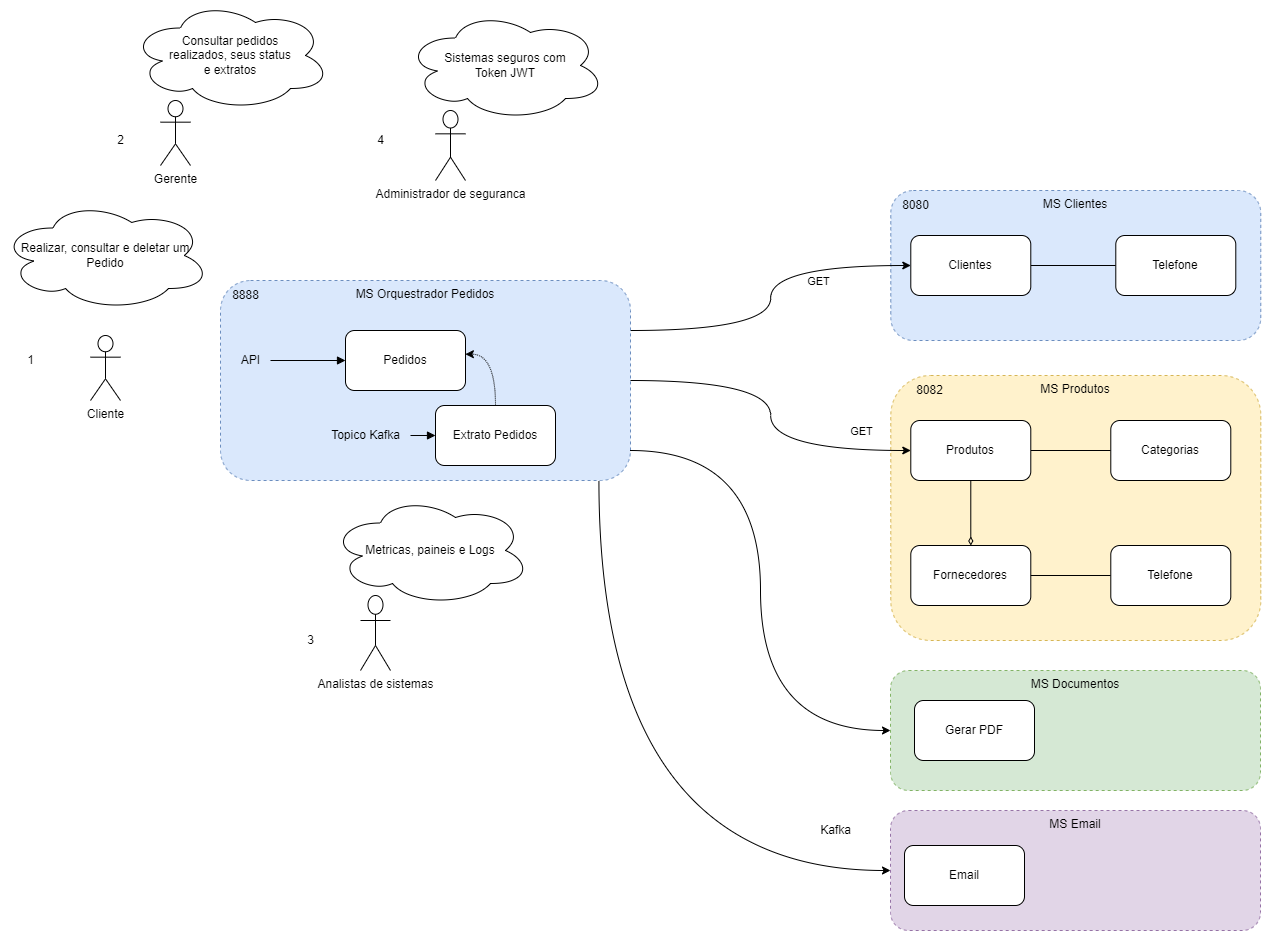 Consultar pedidos
realizados, seus status
e extratos
2
Gerente
Sistemas seguros com
Token JWT
4
Administrador de seguranca
Realizar, consultar e deletar um
Pedido
1
Cliente
8888
MS Orquestrador Pedidos
API
Pedidos
Topico Kafka
Extrato Pedidos
Metricas, paineis e Logs
3
Analistas de sistemas
GET
8080
MS Clientes
Clientes
Telefone
GET
8082
MS Produtos
Produtos
Categorias
Fornecedores
Telefone
MS Documentos
Gerar PDF
Kafka
MS Email
Email